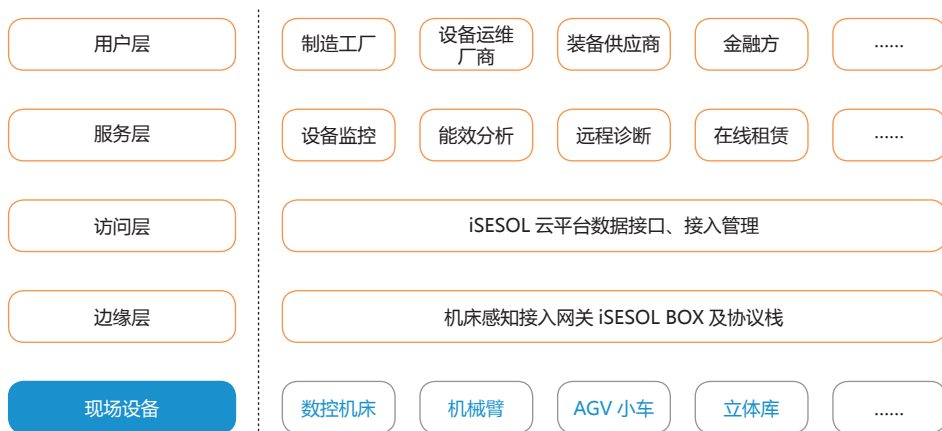 用户层
制造工厂
设备运维
厂商
装备供应商
金融方
......
服务层
设备监控
能效分析
远程诊断
在线租赁
......
访问层
iSESOL 云平台数据接口、接入管理
边缘层
机床感知接入网关 iSESOL BOX 及协议栈
现场设备
数控机床
机械臂
AGV 小车
立体库
......